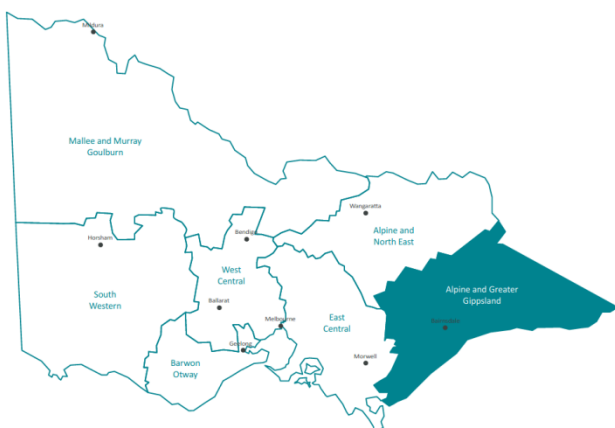 Mildura
Mallee and Murray
Goulburn
Wangaratta
Horsham
Bendigo
Alpine and
North East
West
Central
Alpine and Greater
Gippsland
South
Western
Ballarat
Melbourne
East
Central
Geelong
Barwon
Otway
Morwell